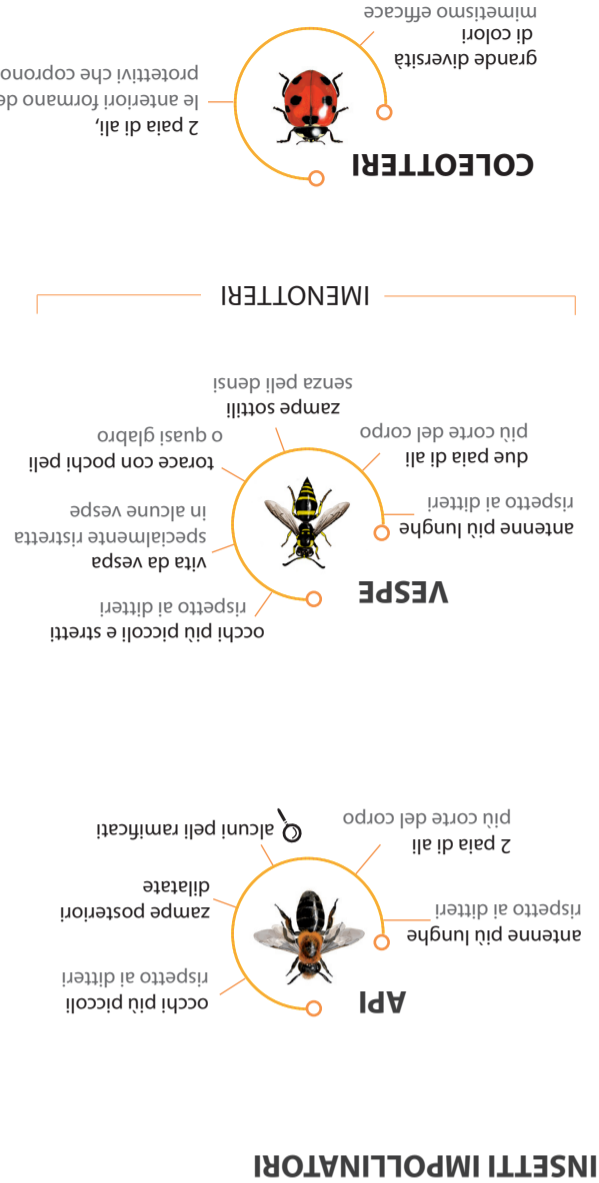 INSETTI IMPOLLINATORI
API
antenne più lunghe
rispetto ai ditteri
2 paia di ali
più corte del corpo
occhi più piccoli
rispetto ai ditteri
zampe posteriori
dilatate
alcuni peli ramificati
VESPE
antenne più lunghe
rispetto ai ditteri
due paia di ali
più corte del corpo
occhi più piccoli e stretti
rispetto ai ditteri
vita da vespa
specialmente ristretta
in alcune vespe
torace con pochi peli
o quasi glabro
zampe sottili
senza peli densi
IMENOTTERI
COLEOTTERI
grande diversità
di colori
mimetismo efficace
2 paia di ali,
le anteriori formano de
protettivi che coprono